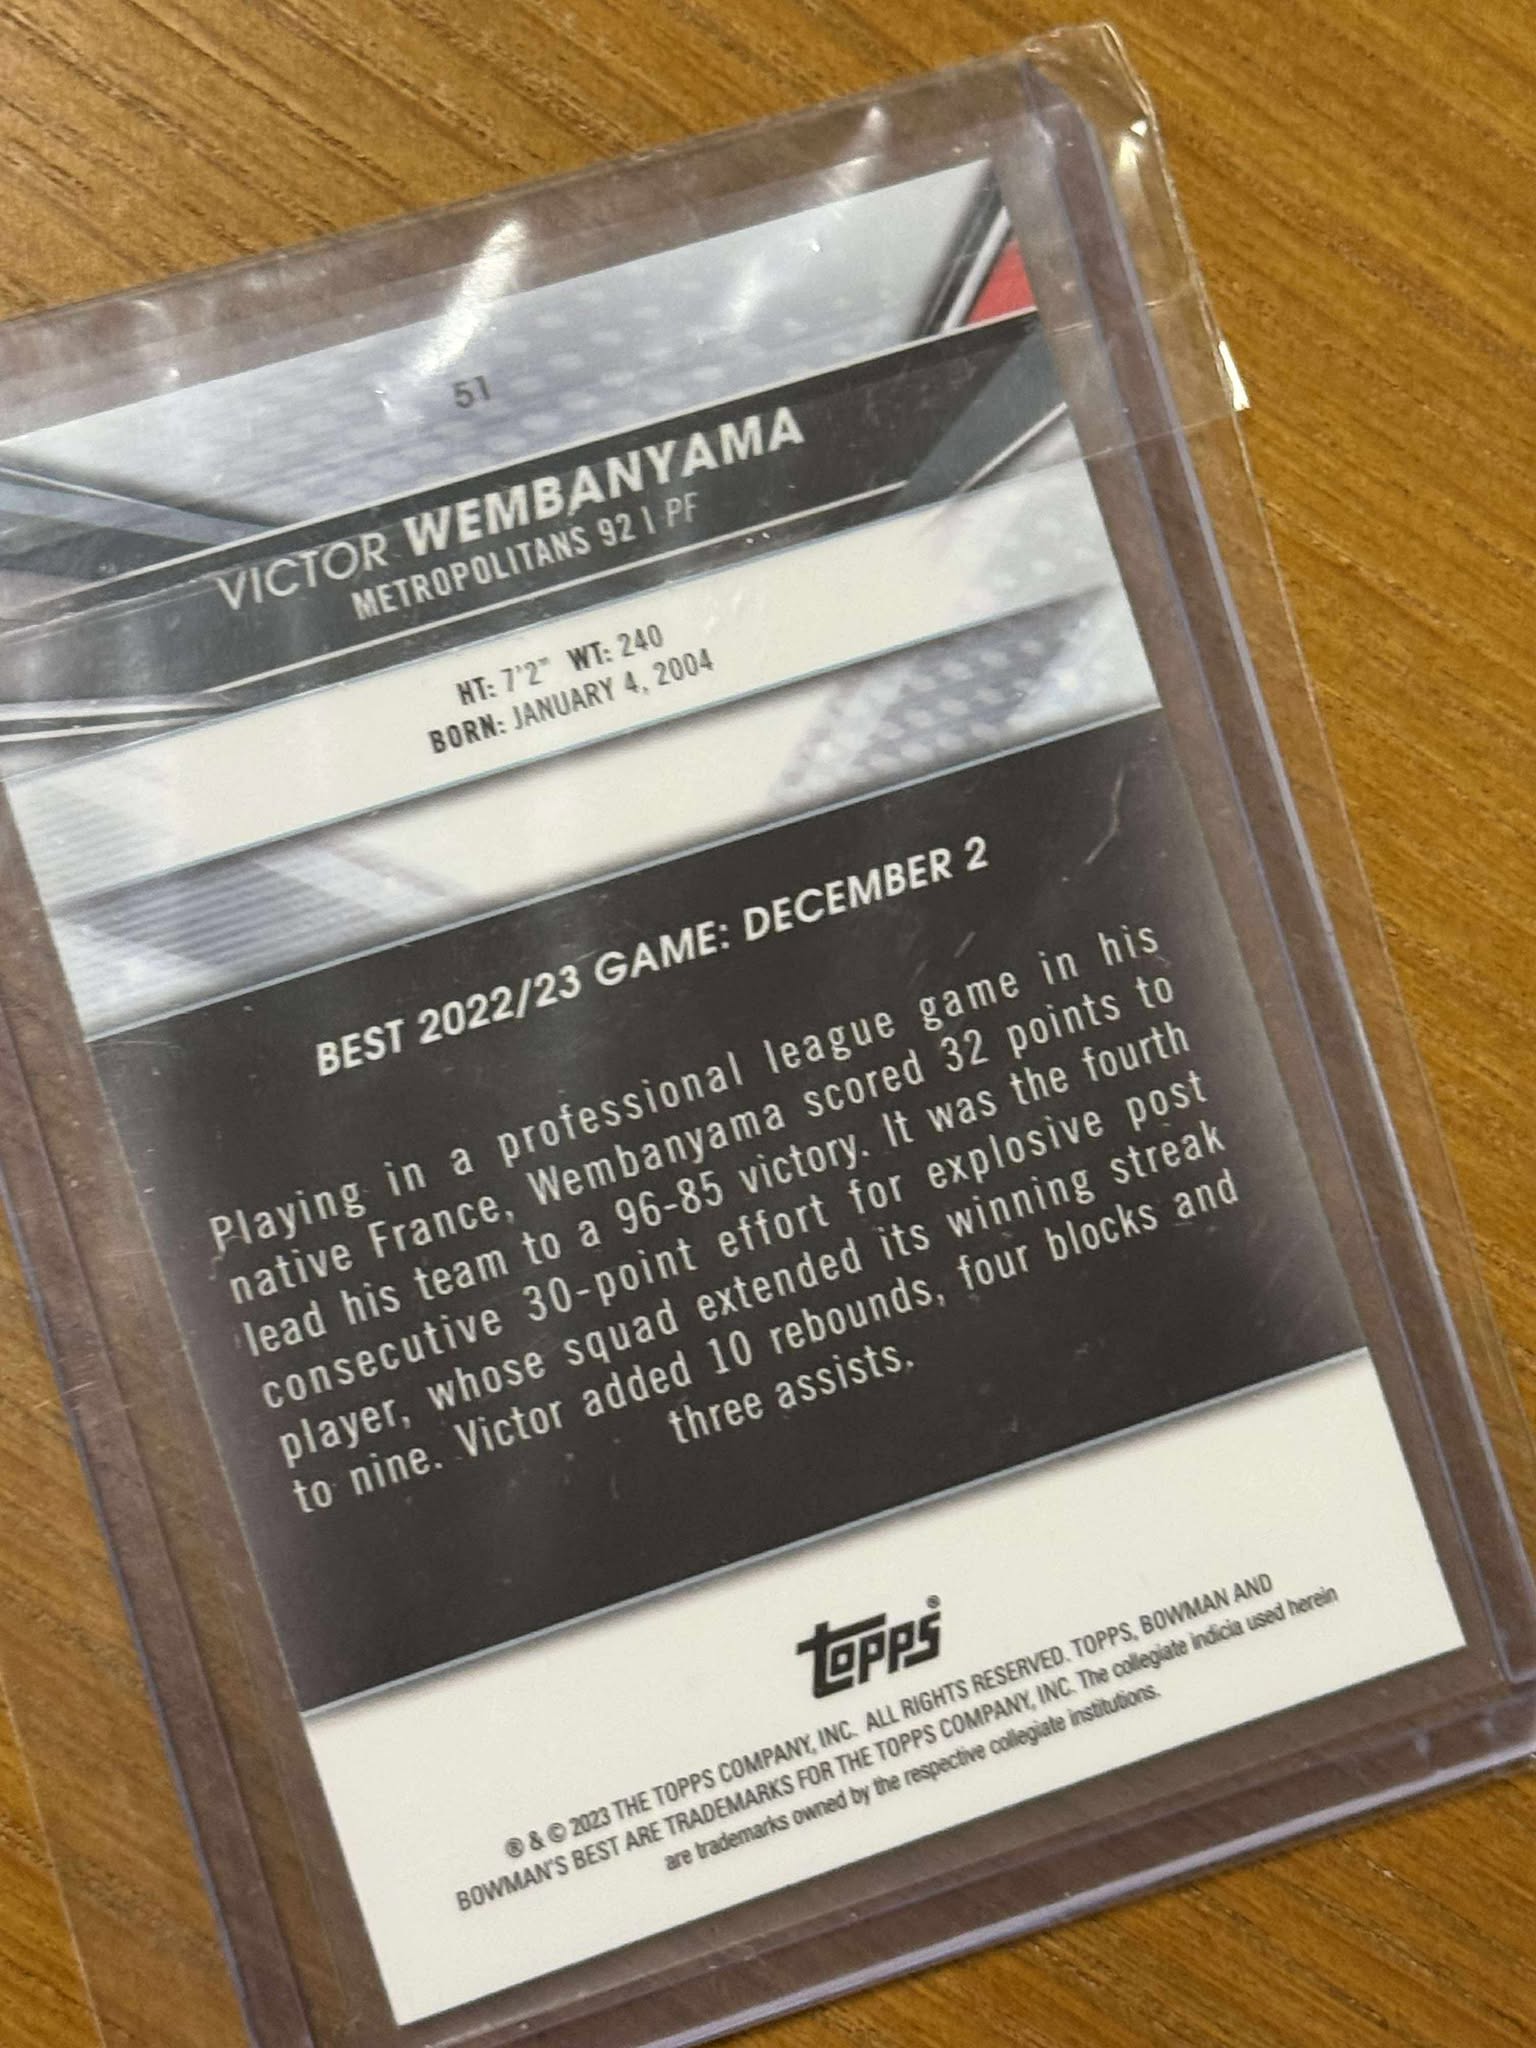 51
VICTOR WEMBANYAMA
METROPOLITANS 92 | PF
HT: 7'2" WT: 240
BORN: JANUARY 4, 2004
BEST 2022/23 GAME: DECEMBER 2
Playing in a professional league game in his
native France, Wembanyama scored 32 points to
lead his team to a 96-85 victory. It was the fourth
consecutive 30-point effort for explosive post
player, whose squad extended its winning streak
to nine. Victor added 10 rebounds, four blocks and
three assists.
topps®
® & © 2023 THE TOPPS COMPANY, INC. ALL RIGHTS RESERVED. TOPPS, BOWMAN AND
BOWMAN'S BEST ARE TRADEMARKS FOR THE TOPPS COMPANY, INC. The collegiate indicia used herein
are trademarks owned by the respective collegiate institutions.